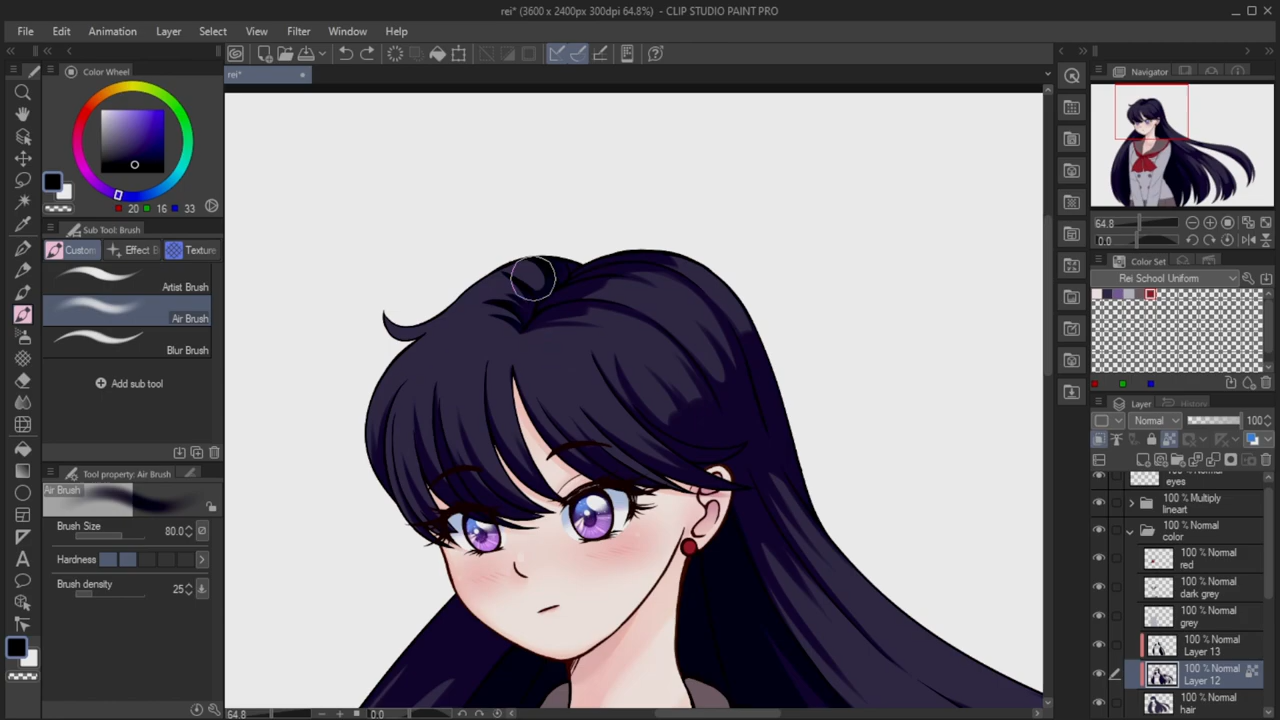 rei* (3600 x 2400px 300dpi 64.8%) - CLIP STUDIO PAINT PRO
File Edit Animation Layer Select View Filter Window Help
rei*
Color Wheel
20 16 33
Sub Tool: Brush
Custom Effect B Texture
Artist Brush
Air Brush
Blur Brush
Add sub tool
Tool property: Air Brush
Air Brush
Brush Size 80.0
Hardness
Brush density 25
64.8 0.0
Navigator
64.8
0.0
Color Set
Rei School Uniform
Layer History
Normal 100
eyes
100 % Multiply
lineart
100 % Normal
color
100 % Normal
red
100 % Normal
dark grey
100 % Normal
grey
100 % Normal
Layer 13
100 % Normal
Layer 12
100 % Normal
hair